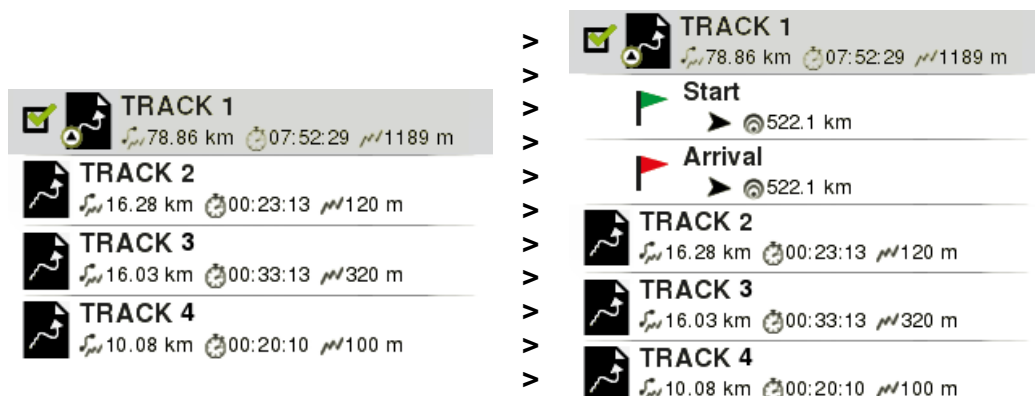 TRACK 1
78.86 km 07:52:29 1189 m
TRACK 2
16.28 km 00:23:13 120 m
TRACK 3
16.03 km 00:33:13 320 m
TRACK 4
10.08 km 00:20:10 100 m
>
>
>
>
>
>
>
>
>
>
>
TRACK 1
78.86 km 07:52:29 1189 m
Start
522.1 km
Arrival
522.1 km
TRACK 2
16.28 km 00:23:13 120 m
TRACK 3
16.03 km 00:33:13 320 m
TRACK 4
10.08 km 00:20:10 100 m